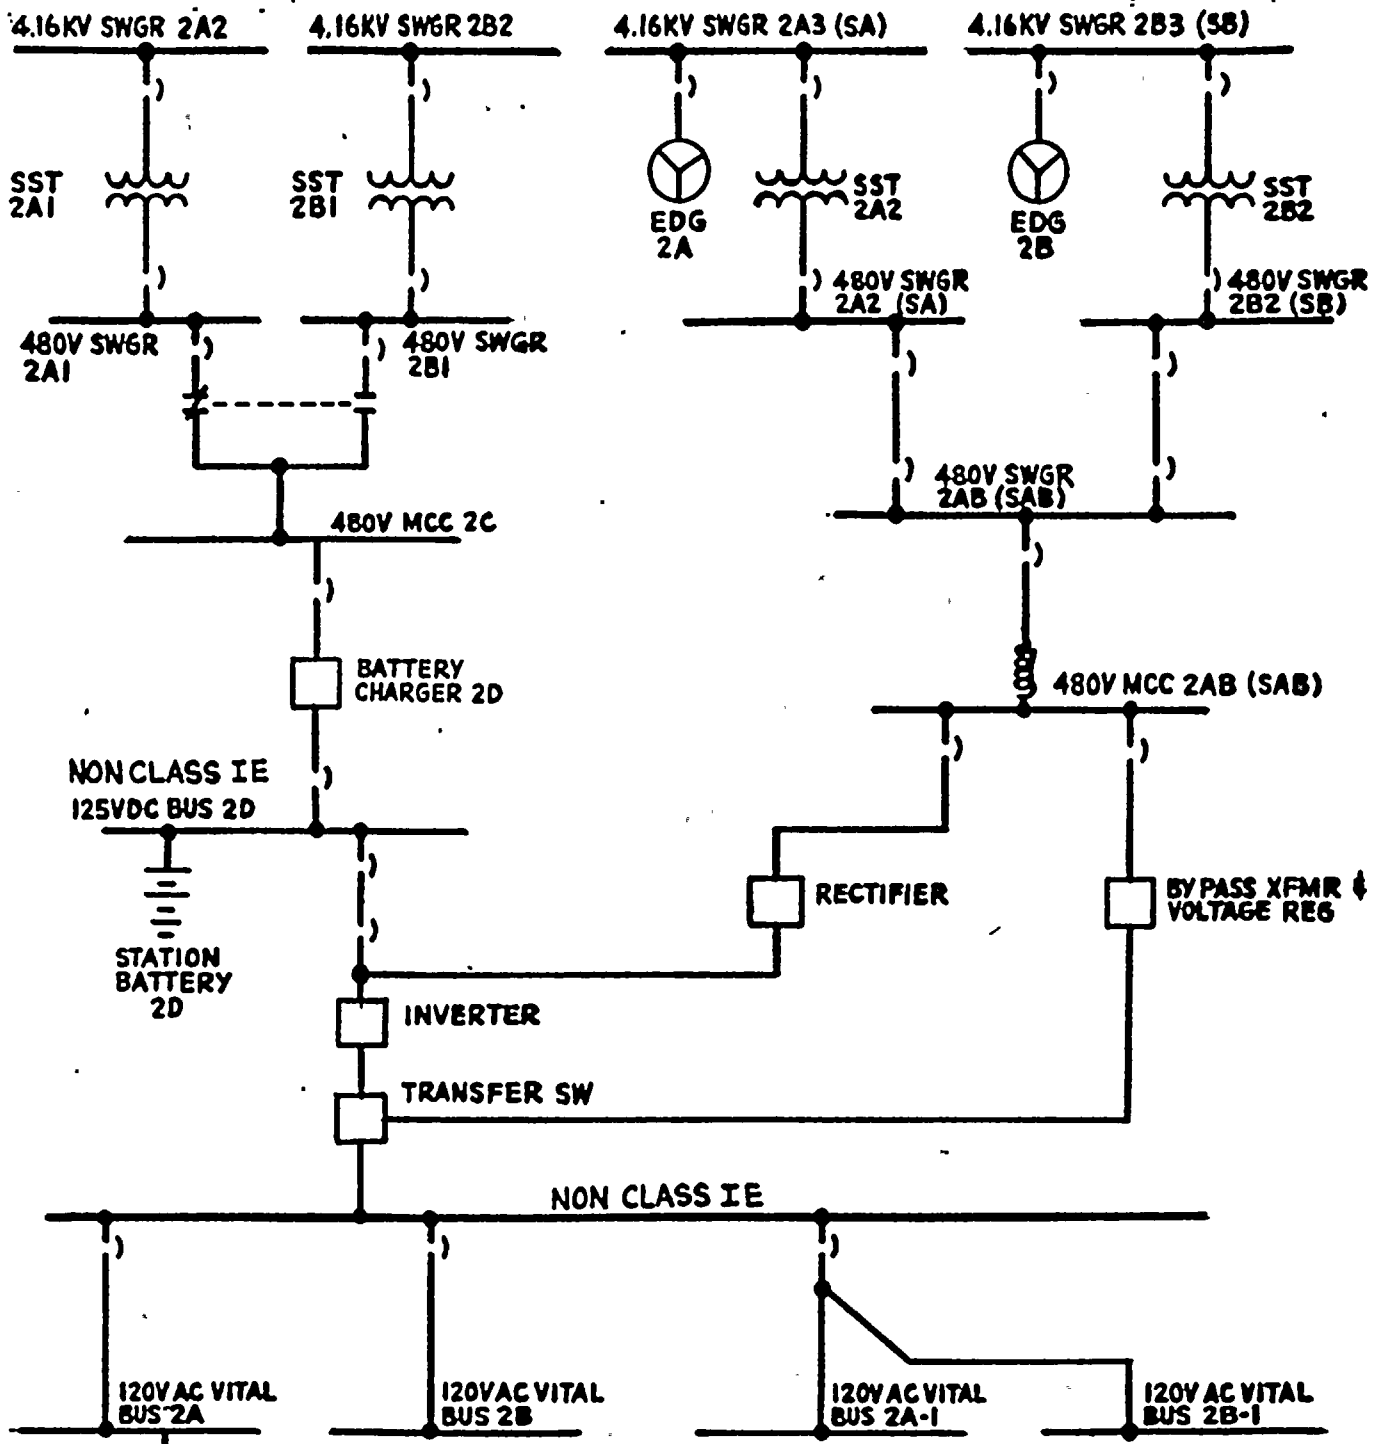 4.16KV SWGR 2A2
4.16KV SWGR 2B2
4.16KV SWGR 2A3 (SA)
4.16KV SWGR 2B3 (SB)
SST
2A1
SST
2B1
EDG
2A
SST
2A2
EDG
2B
SST
2B2
480V SWGR
2A1
480V SWGR
2B1
480V SWGR
2A2 (SA)
480V SWGR
2B2 (SB)
480V SWGR
2AB (SAB)
480V MCC 2C
BATTERY
CHARGER 2D
480V MCC 2AB (SAB)
NON CLASS IE
125VDC BUS 2D
STATION
BATTERY
2D
RECTIFIER
BYPASS XFMR &
VOLTAGE REG
INVERTER
TRANSFER SW
NON CLASS IE
120V AC VITAL
BUS 2A
120V AC VITAL
BUS 2B
120V AC VITAL
BUS 2A-1
120V AC VITAL
BUS 2B-1